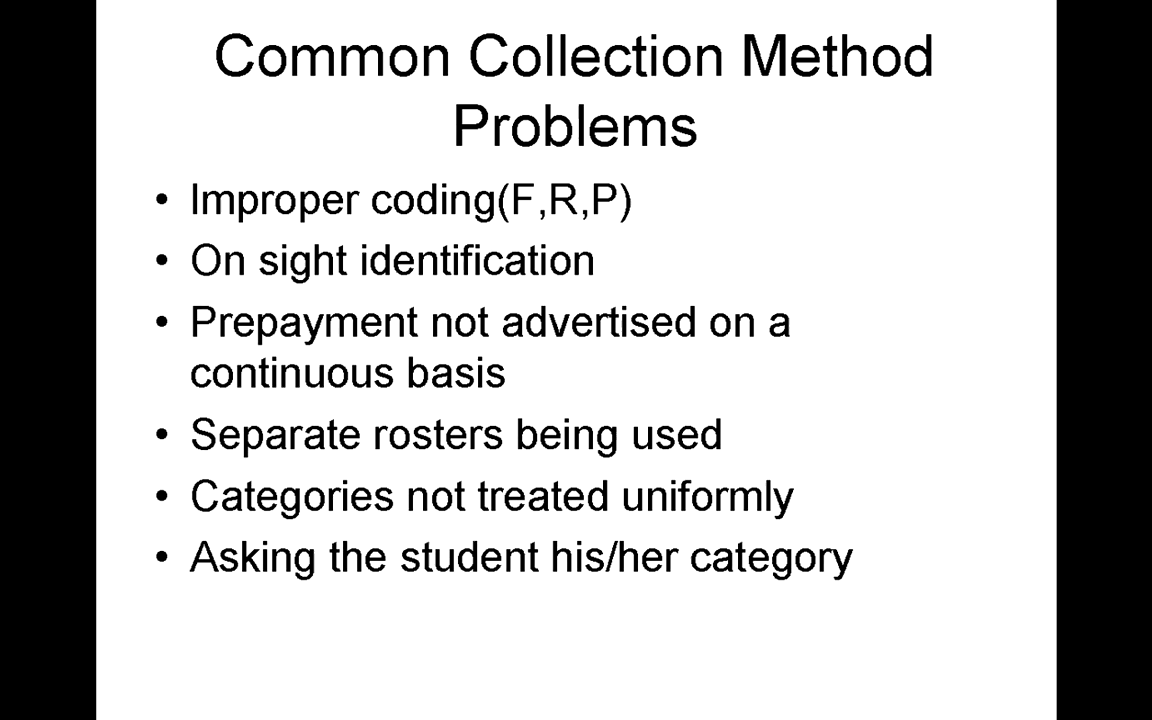 Common Collection Method
Problems
• Improper coding(F,R,P)
• On sight identification
• Prepayment not advertised on a
continuous basis
• Separate rosters being used
• Categories not treated uniformly
• Asking the student his/her category